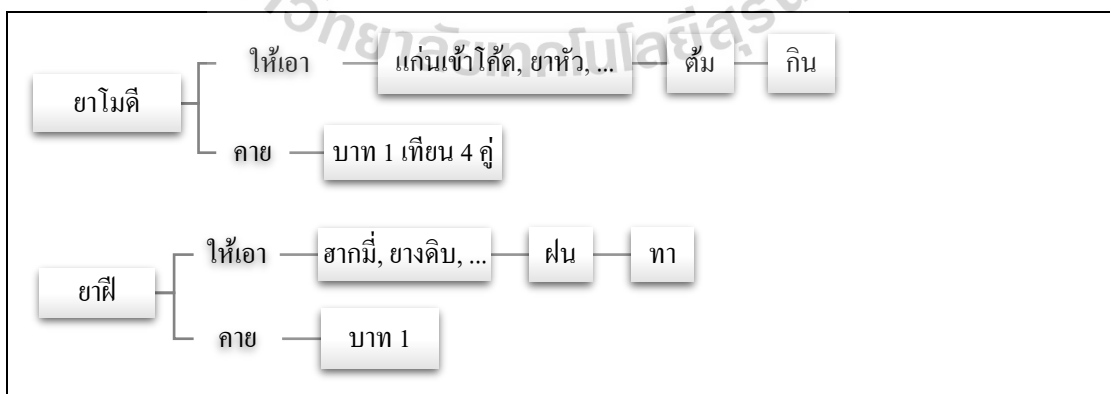 ยาโมดี
ให้เอา
แก่นเข้าโค้ด, ยาหัว, ...
ต้ม
กิน
คาย
บาท 1 เทียน 4 คู่
ยาฝี
ให้เอา
ฮากมี่, ยางดิบ, ...
ฝน
ทา
คาย
บาท 1